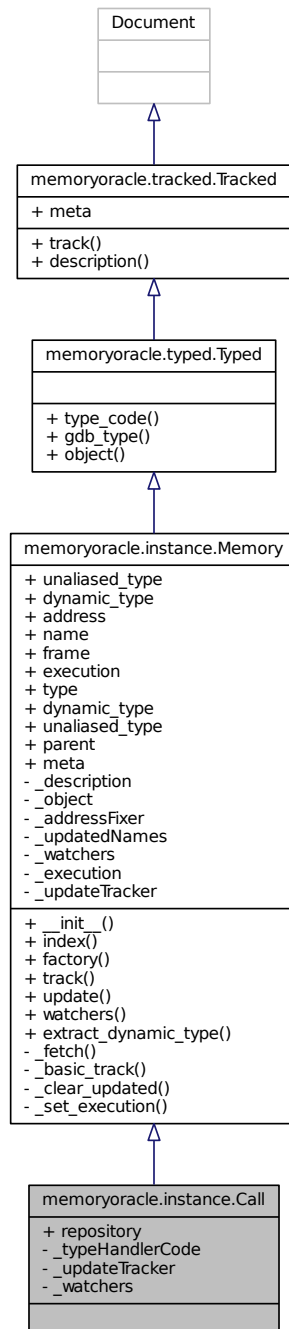 Document
memoryoracle.tracked.Tracked
+ meta
+ track()
+ description()
memoryoracle.typed.Typed
+ type_code()
+ gdb_type()
+ object()
memoryoracle.instance.Memory
+ unaliased_type
+ dynamic_type
+ address
+ name
+ frame
+ execution
+ type
+ dynamic_type
+ unaliased_type
+ parent
+ meta
- _description
- _object
- _addressFixer
- _updatedNames
- _watchers
- _execution
- _updateTracker
+ __init__()
+ index()
+ factory()
+ track()
+ update()
+ watchers()
+ extract_dynamic_type()
- _fetch()
- _basic_track()
- _clear_updated()
- _set_execution()
memoryoracle.instance.Call
+ repository
- _typeHandlerCode
- _updateTracker
- _watchers